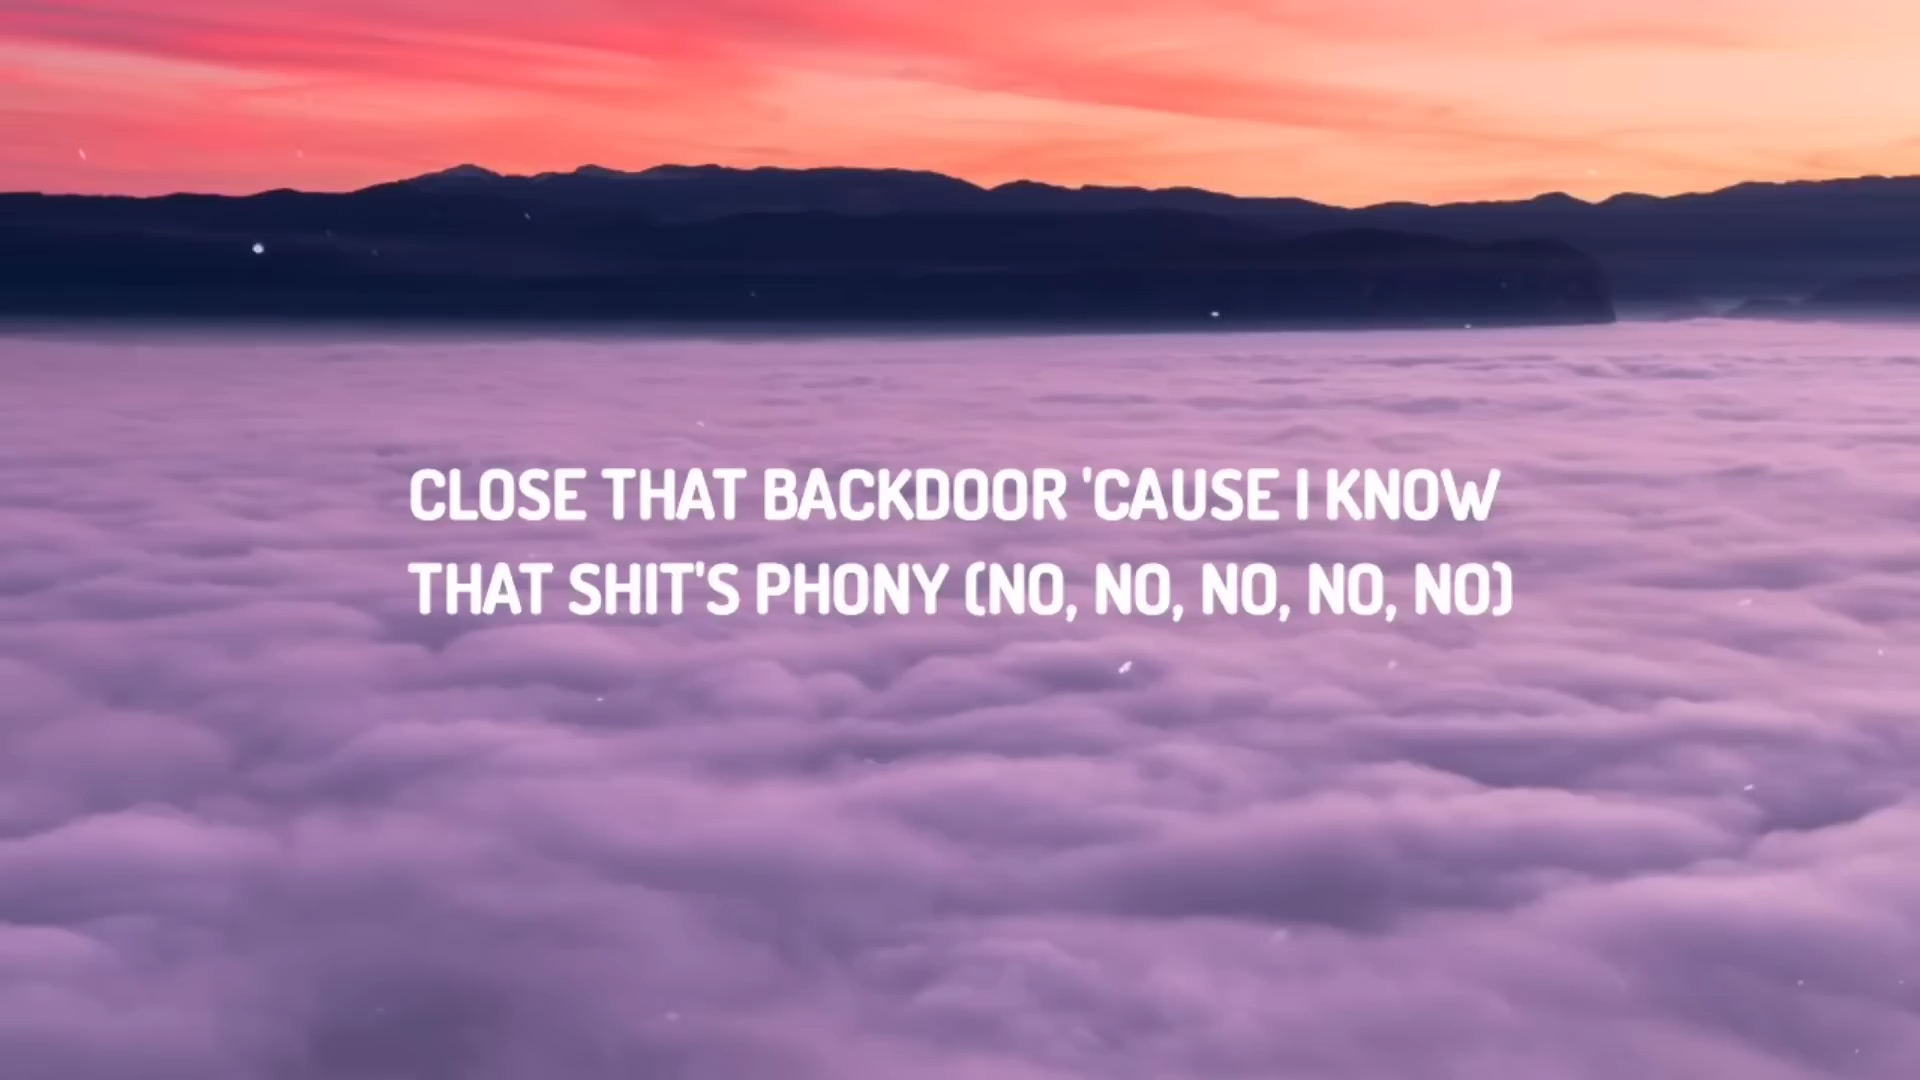 CLOSE THAT BACKDOOR 'CAUSE I KNOW
THAT SHIT'S PHONY (NO, NO, NO, NO, NO)